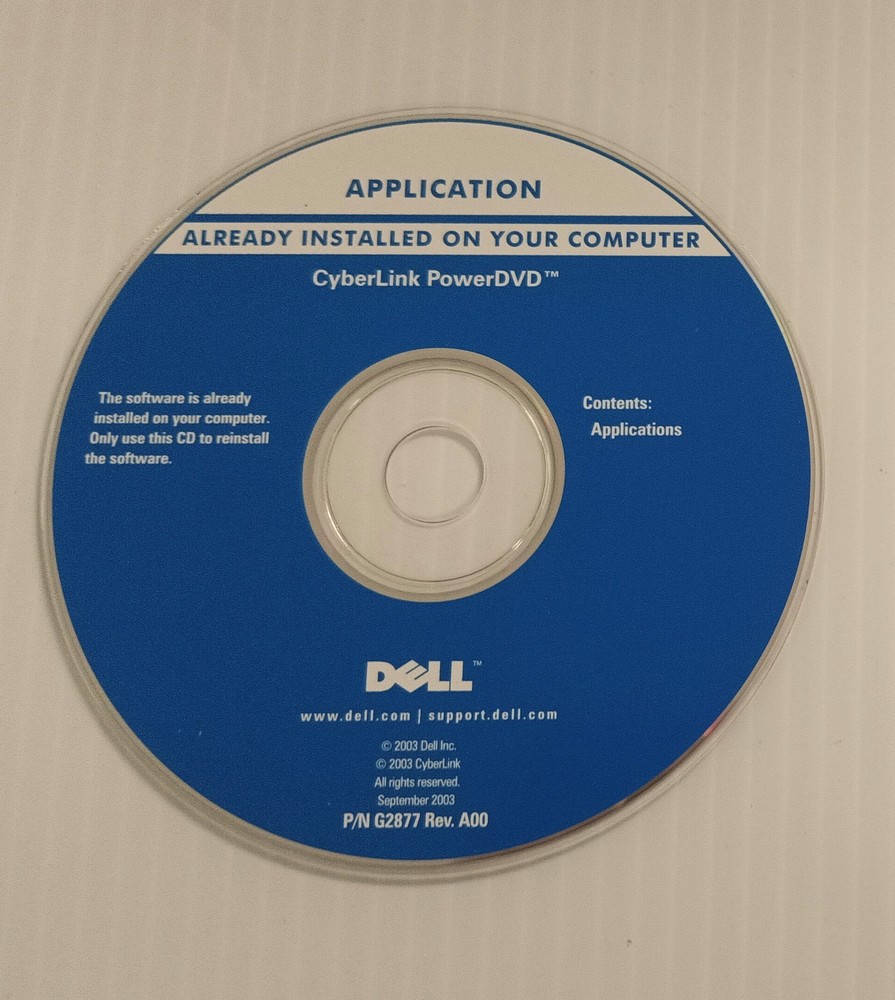 APPLICATION
ALREADY INSTALLED ON YOUR COMPUTER
CyberLink PowerDVD™
The software is already
installed on your computer.
Only use this CD to reinstall
the software.
Contents:
Applications
DELL™
www.dell.com | support.dell.com
© 2003 Dell Inc.
© 2003 CyberLink
All rights reserved.
September 2003
P/N G2877 Rev. A00